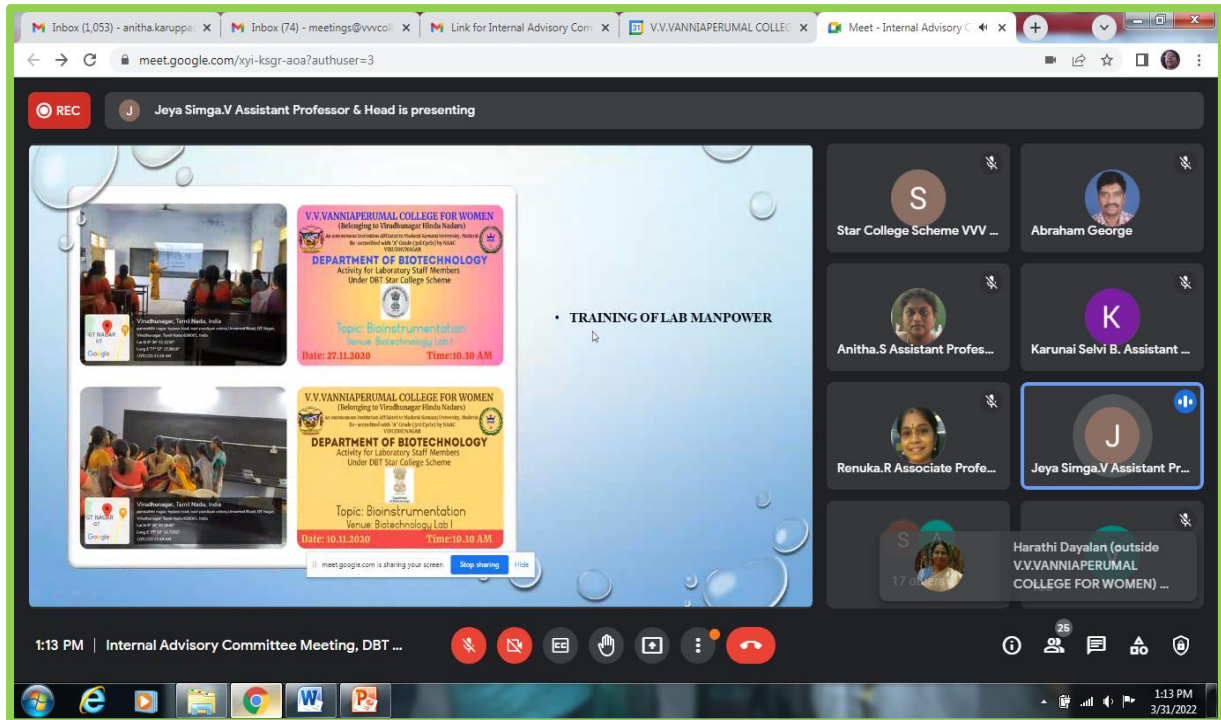 Inbox (1,053) - anitha.karuppa
Inbox (74) - meetings@vvvcoll
Link for Internal Advisory Com
31 V.V.VANNIAPERUMAL COLLEG
Meet - Internal Advisory C
meet.google.com/xyi-ksgr-aoa?authuser=3
REC
J
Jeya Simga.V Assistant Professor & Head is presenting
Virudhunagar, Tamil Nadu, India
GT NAGAR
Google
V.V.VANNIAPERUMAL COLLEGE FOR WOMEN
(Belonging to Virudhunagar Hindu Nadars)
VIRUDHUNAGAR
DEPARTMENT OF BIOTECHNOLOGY
Activity for Laboratory Staff Members
Under DBT Star College Scheme
Topic: Bioinstrumentation
Venue: Biotechnology Lab I
Date: 27.11.2020 Time:10.30 AM
• TRAINING OF LAB MANPOWER
Virudhunagar, Tamil Nadu, India
GT NAGAR
GT
Google
V.V.VANNIAPERUMAL COLLEGE FOR WOMEN
(Belonging to Virudhunagar Hindu Nadars)
VIRUDHUNAGAR
DEPARTMENT OF BIOTECHNOLOGY
Activity for Laboratory Staff Members
Under DBT Star College Scheme
Topic: Bioinstrumentation
Venue: Biotechnology Lab I
Date: 10.11.2020 Time:10.30 AM
meet.google.com is sharing your screen. Stop sharing Hide
S
Star College Scheme VVV ...
Abraham George
Anitha.S Assistant Profes...
K
Karunai Selvi B. Assistant ...
Renuka.R Associate Profe...
J
Jeya Simga.V Assistant Pr...
S A
17 others
Harathi Dayalan (outside
V.V.VANNIAPERUMAL
COLLEGE FOR WOMEN) ...
1:13 PM | Internal Advisory Committee Meeting, DBT ...
CC
25
1:13 PM
3/31/2022